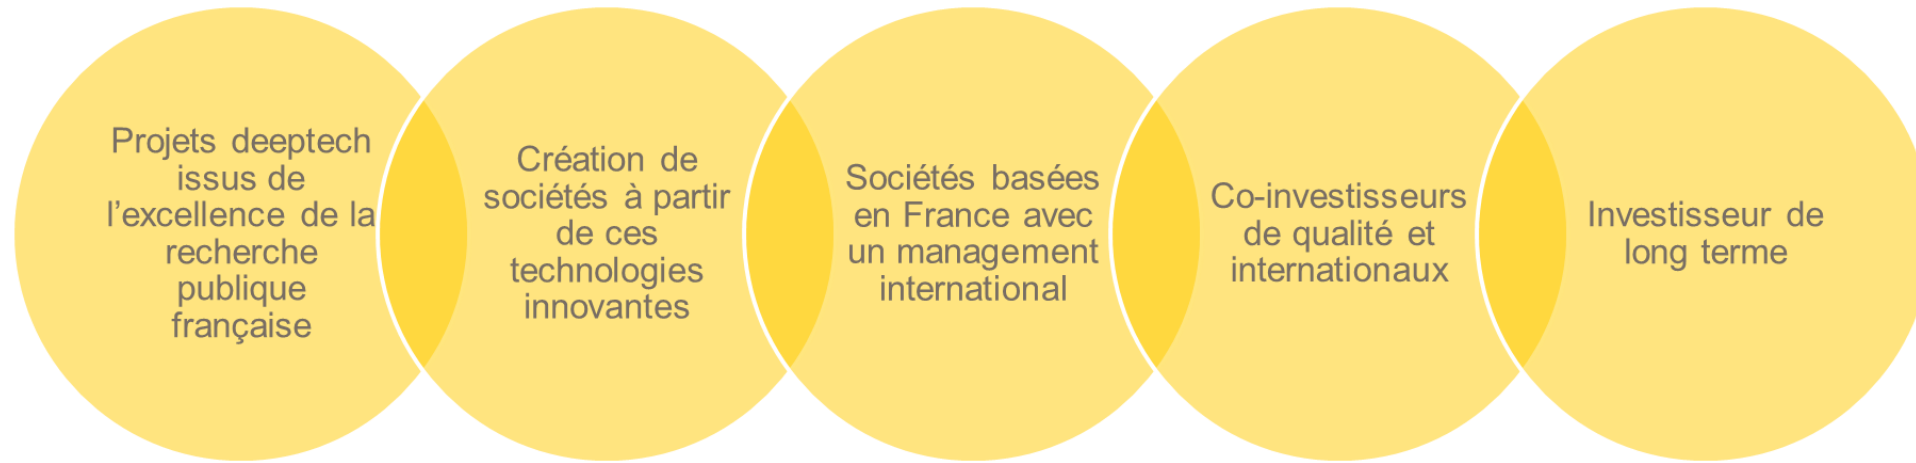 Projets deeptech
issus de
l’excellence de la
recherche
publique
française
Création de
sociétés à partir
de ces
technologies
innovantes
Sociétés basées
en France avec
un management
international
Co-investisseurs
de qualité et
internationaux
Investisseur de
long terme